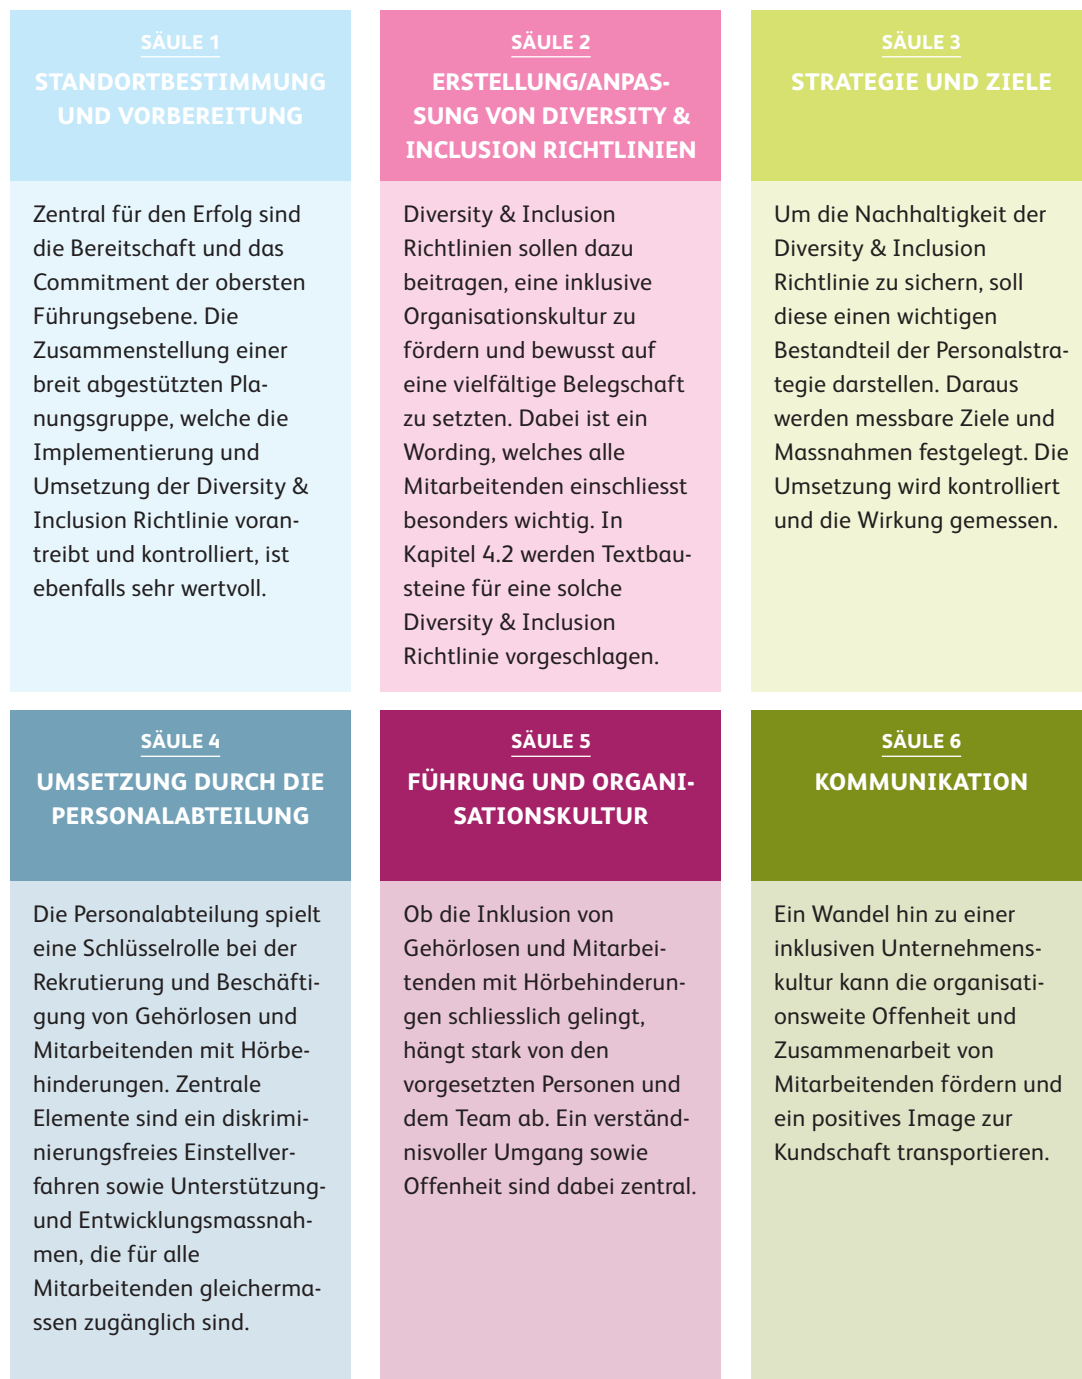 SÄULE 1
STANDORTBESTIMMUNG
UND VORBEREITUNG
Zentral für den Erfolg sind
die Bereitschaft und das
Commitment der obersten
Führungsebene. Die
Zusammenstellung einer
breit abgestützten Pla-
nungsgruppe, welche die
Implementierung und
Umsetzung der Diversity &
Inclusion Richtlinie voran-
treibt und kontrolliert, ist
ebenfalls sehr wertvoll.
SÄULE 2
ERSTELLUNG/ANPAS-
SUNG VON DIVERSITY &
INCLUSION RICHTLINIEN
Diversity & Inclusion
Richtlinien sollen dazu
beitragen, eine inklusive
Organisationskultur zu
fördern und bewusst auf
eine vielfältige Belegschaft
zu setzten. Dabei ist ein
Wording, welches alle
Mitarbeitenden einschliesst
besonders wichtig. In
Kapitel 4.2 werden Textbau-
steine für eine solche
Diversity & Inclusion
Richtlinie vorgeschlagen.
SÄULE 3
STRATEGIE UND ZIELE
Um die Nachhaltigkeit der
Diversity & Inclusion
Richtlinie zu sichern, soll
diese einen wichtigen
Bestandteil der Personalstra-
tegie darstellen. Daraus
werden messbare Ziele und
Massnahmen festgelegt. Die
Umsetzung wird kontrolliert
und die Wirkung gemessen.
SÄULE 4
UMSETZUNG DURCH DIE
PERSONALABTEILUNG
Die Personalabteilung spielt
eine Schlüsselrolle bei der
Rekrutierung und Beschäfti-
gung von Gehörlosen und
Mitarbeitenden mit Hörbe-
hinderungen. Zentrale
Elemente sind ein diskrimi-
nierungsfreies Einstellver-
fahren sowie Unterstützung-
und Entwicklungsmassnah-
men, die für alle
Mitarbeitenden gleicherma-
ssen zugänglich sind.
SÄULE 5
FÜHRUNG UND ORGANI-
SATIONSKULTUR
Ob die Inklusion von
Gehörlosen und Mitarbei-
tenden mit Hörbehinderun-
gen schliesslich gelingt,
hängt stark von den
vorgesetzten Personen und
dem Team ab. Ein verständ-
nisvoller Umgang sowie
Offenheit sind dabei zentral.
SÄULE 6
KOMMUNIKATION
Ein Wandel hin zu einer
inklusiven Unternehmens-
kultur kann die organisati-
onsweite Offenheit und
Zusammenarbeit von
Mitarbeitenden fördern und
ein positives Image zur
Kundschaft transportieren.